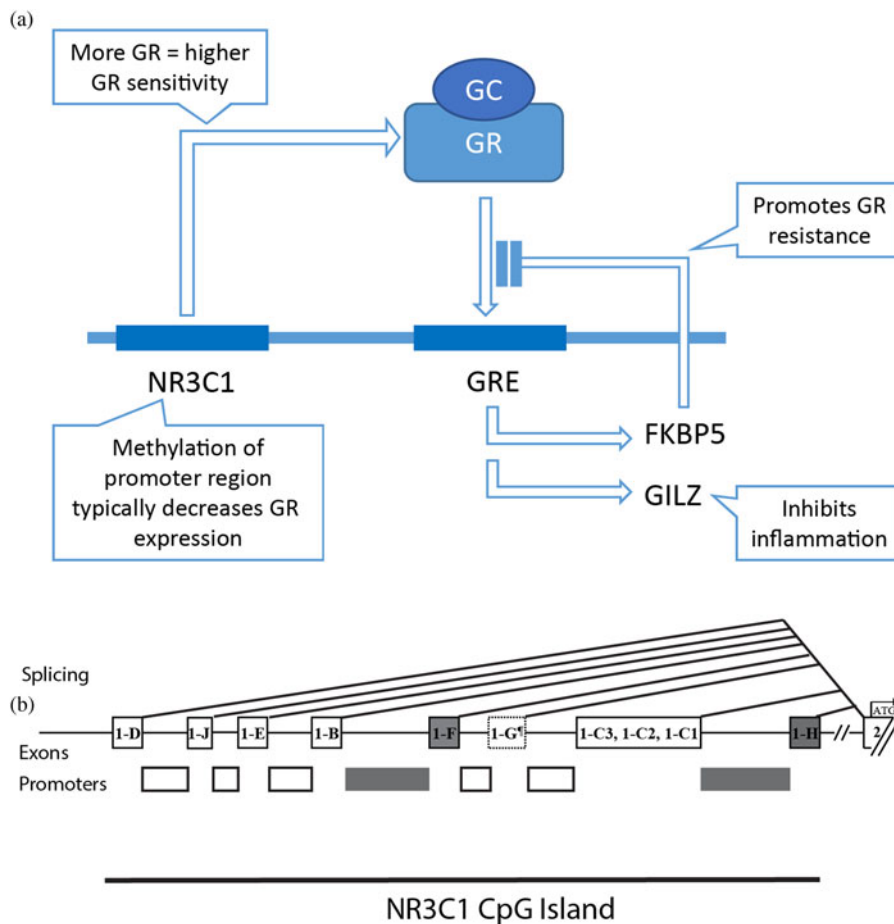 (a)
More GR = higher
GR sensitivity
GC
GR
Promotes GR
resistance
NR3C1
GRE
Methylation of
promoter region
typically decreases GR
expression
FKBP5
GILZ
Inhibits
inflammation
Splicing
(b)
ATG
1-D 1-J 1-E 1-B 1-F 1-G¶ 1-C3, 1-C2, 1-C1 1-H 2
Exons
Promoters
NR3C1 CpG Island